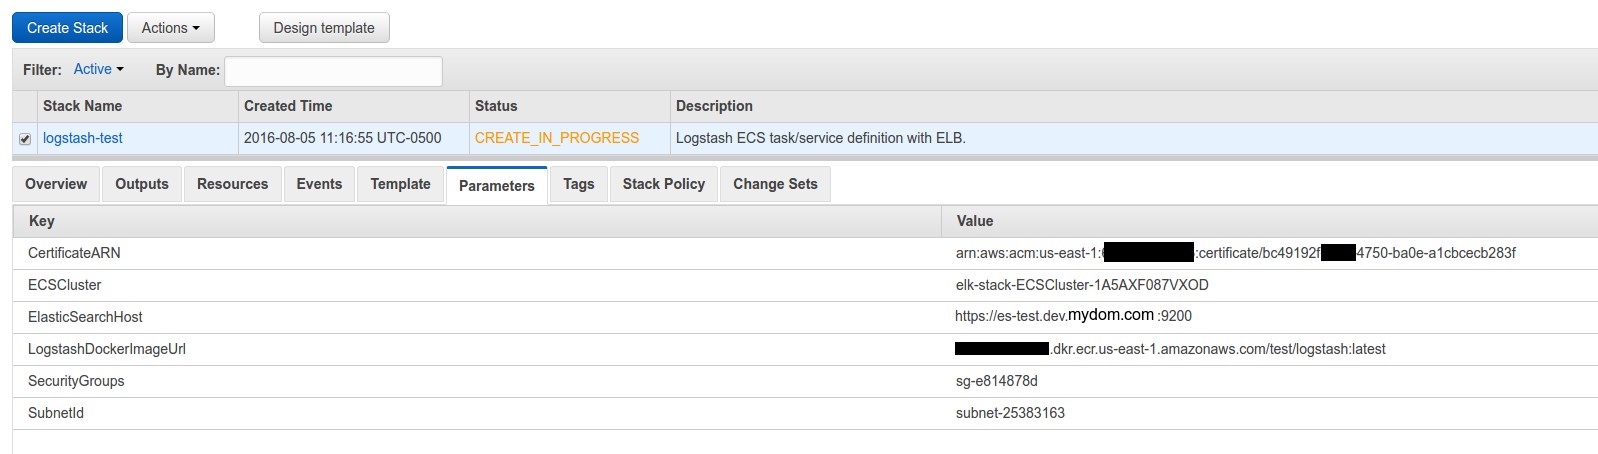 Create Stack Actions Design template
Filter: Active By Name:
Stack Name Created Time Status Description
logstash-test 2016-08-05 11:16:55 UTC-0500 CREATE_IN_PROGRESS Logstash ECS task/service definition with ELB.
Overview Outputs Resources Events Template Parameters Tags Stack Policy Change Sets
Key Value
CertificateARN arn:aws:acm:us-east-1: :certificate/bc49192f 4750-ba0e-a1cbcecb283f
ECSCluster elk-stack-ECSCluster-1A5AXF087VXOD
ElasticSearchHost https://es-test.dev.mydom.com :9200
LogstashDockerImageUrl .dkr.ecr.us-east-1.amazonaws.com/test/logstash:latest
SecurityGroups sg-e814878d
SubnetId subnet-25383163